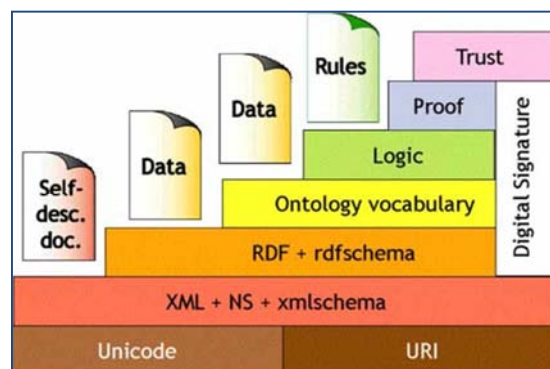 Trust
Rules
Proof
Data
Logic
Data
Digital Signature
Self-
desc.
doc.
Ontology vocabulary
RDF + rdfschema
XML + NS + xmlschema
Unicode
URI